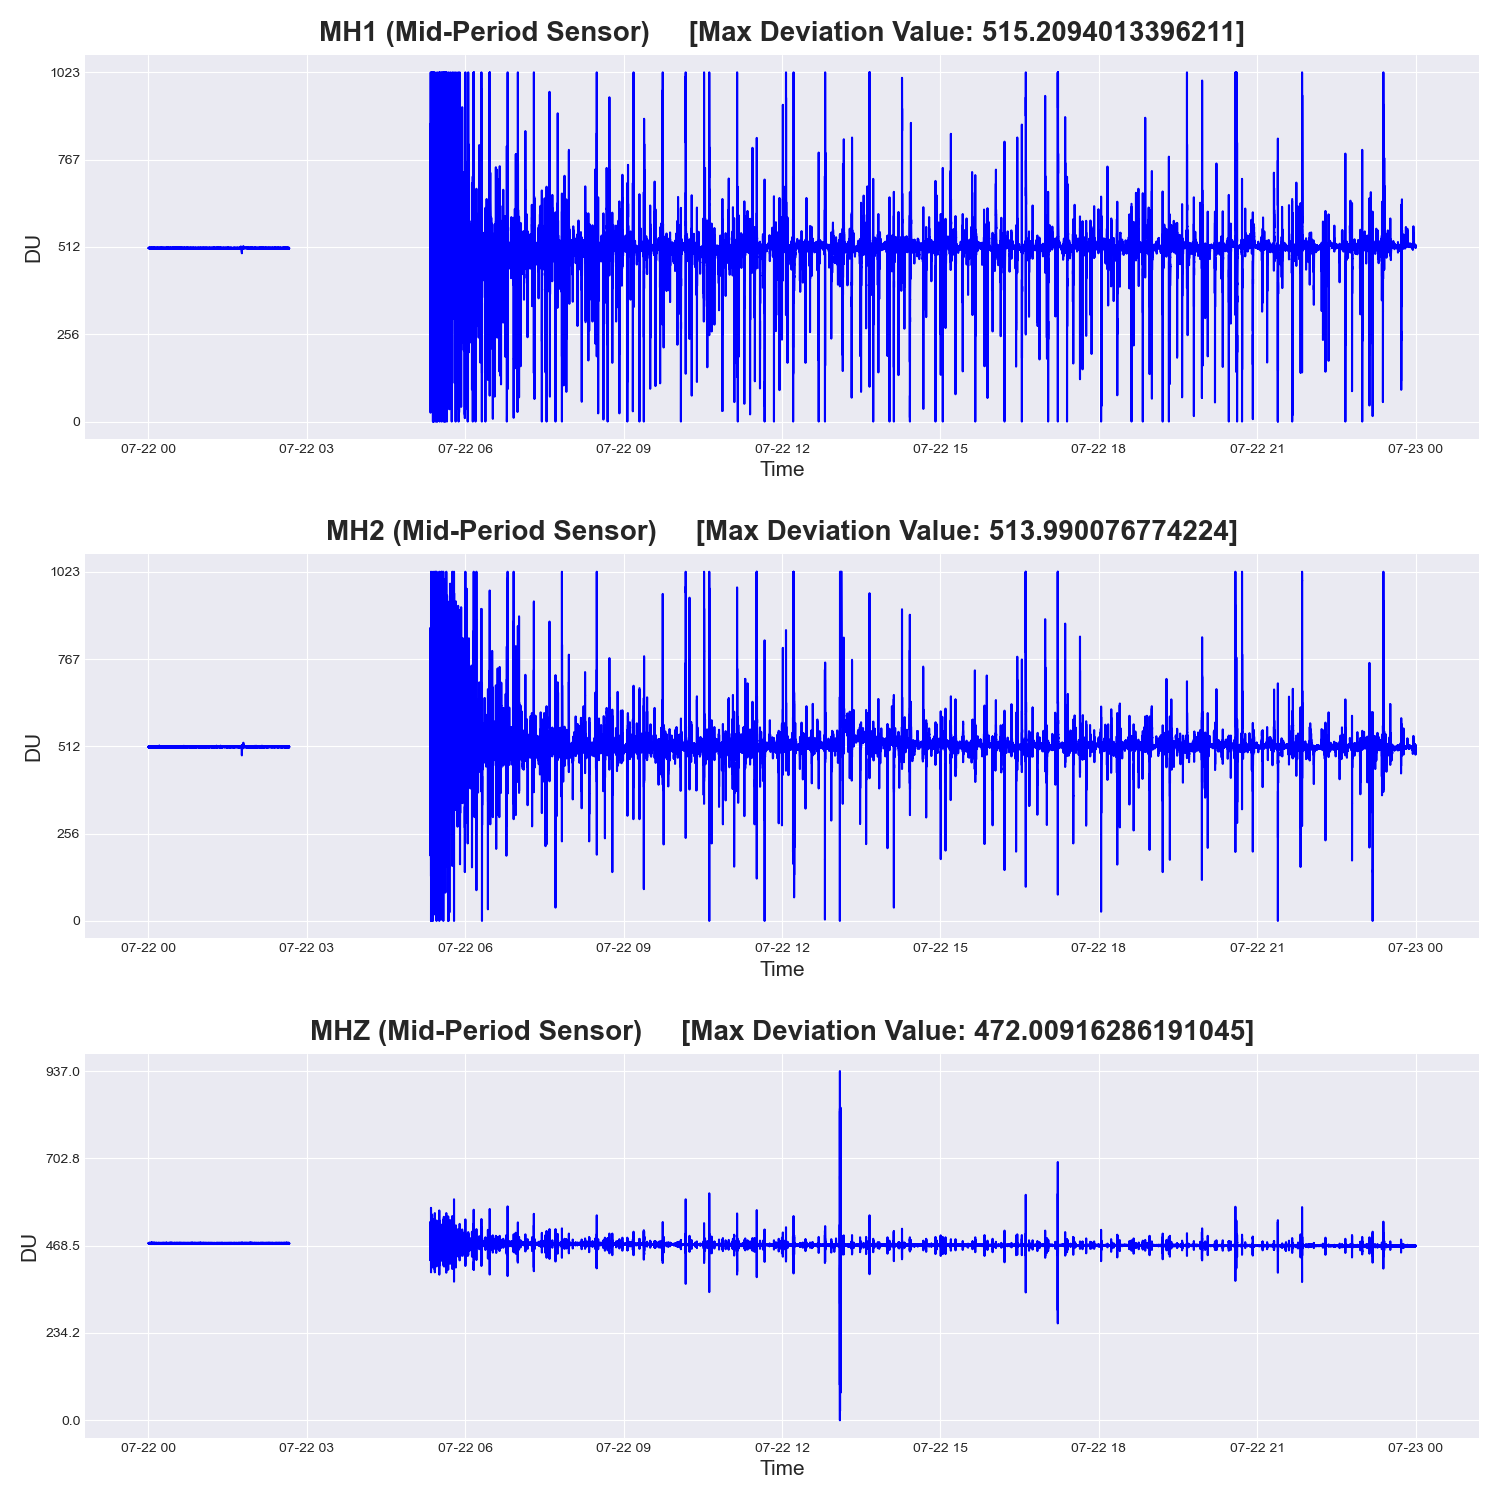 MH1 (Mid-Period Sensor) [Max Deviation Value: 515.2094013396211]
1023
767
512
256
0
DU
07-22 00 07-22 03 07-22 06 07-22 09 07-22 12 07-22 15 07-22 18 07-22 21 07-23 00
Time
MH2 (Mid-Period Sensor) [Max Deviation Value: 513.990076774224]
1023
767
512
256
0
DU
07-22 00 07-22 03 07-22 06 07-22 09 07-22 12 07-22 15 07-22 18 07-22 21 07-23 00
Time
MHZ (Mid-Period Sensor) [Max Deviation Value: 472.00916286191045]
937.0
702.8
468.5
234.2
0.0
DU
07-22 00 07-22 03 07-22 06 07-22 09 07-22 12 07-22 15 07-22 18 07-22 21 07-23 00
Time